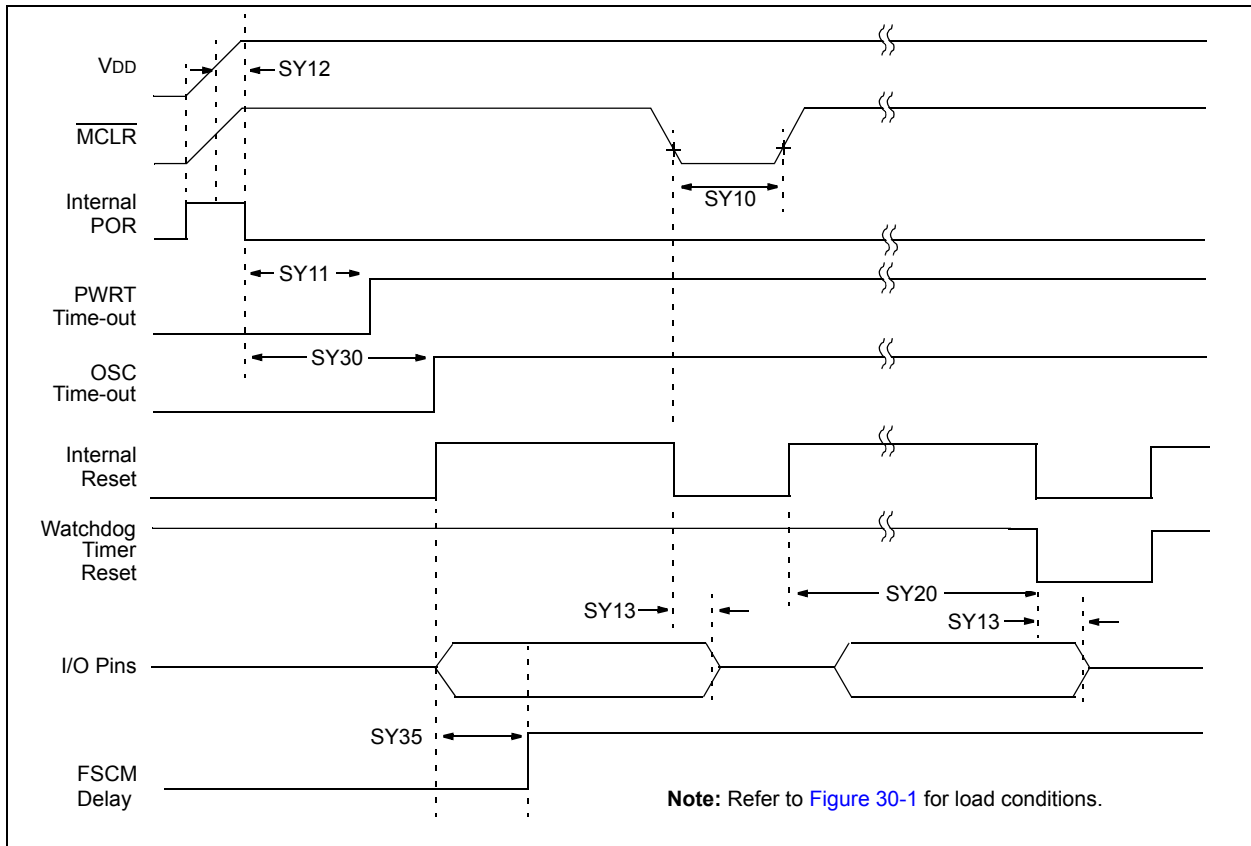 VDD
SY12
MCLR
SY10
Internal
POR
SY11
PWRT
Time-out
SY30
OSC
Time-out
Internal
Reset
Watchdog
Timer
Reset
SY20
SY13
SY13
I/O Pins
SY35
FSCM
Delay
Note: Refer to Figure 30-1 for load conditions.